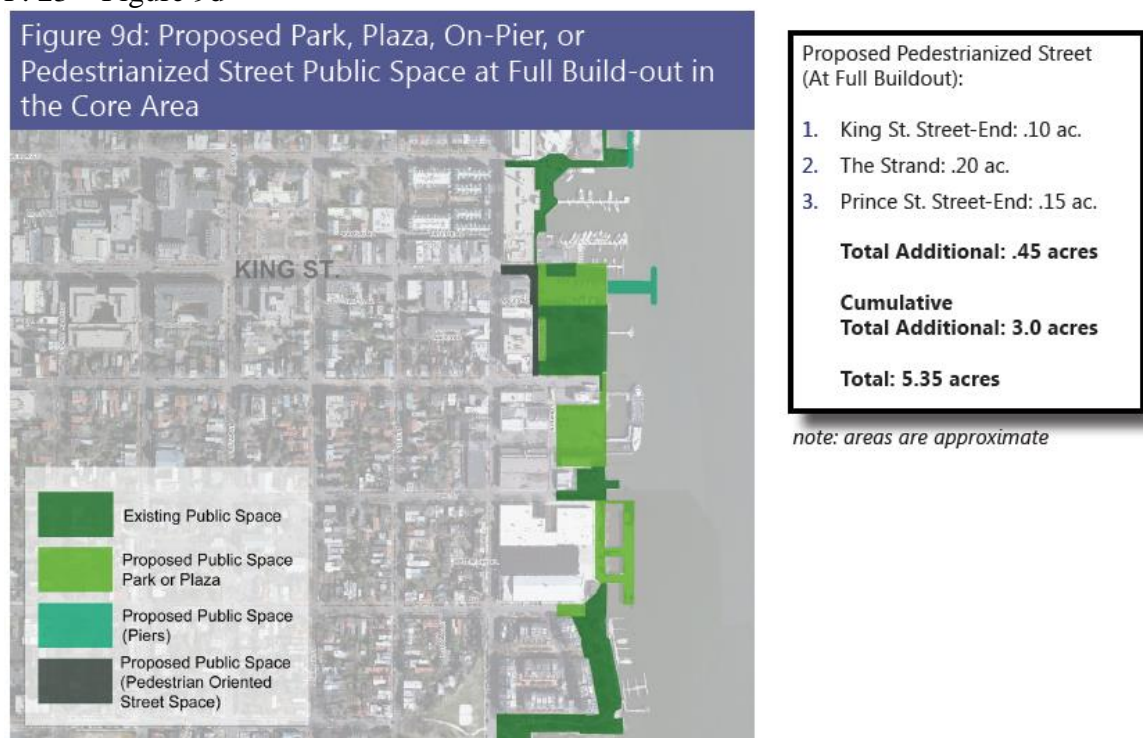 Figure 9d: Proposed Park, Plaza, On-Pier, or
Pedestrianized Street Public Space at Full Build-out in
the Core Area
KING ST.
Existing Public Space
Proposed Public Space
Park or Plaza
Proposed Public Space
(Piers)
Proposed Public Space
(Pedestrian Oriented
Street Space)
Proposed Pedestrianized Street
(At Full Buildout):
1. King St. Street-End: .10 ac.
2. The Strand: .20 ac.
3. Prince St. Street-End: .15 ac.
Total Additional: .45 acres
Cumulative
Total Additional: 3.0 acres
Total: 5.35 acres
note: areas are approximate